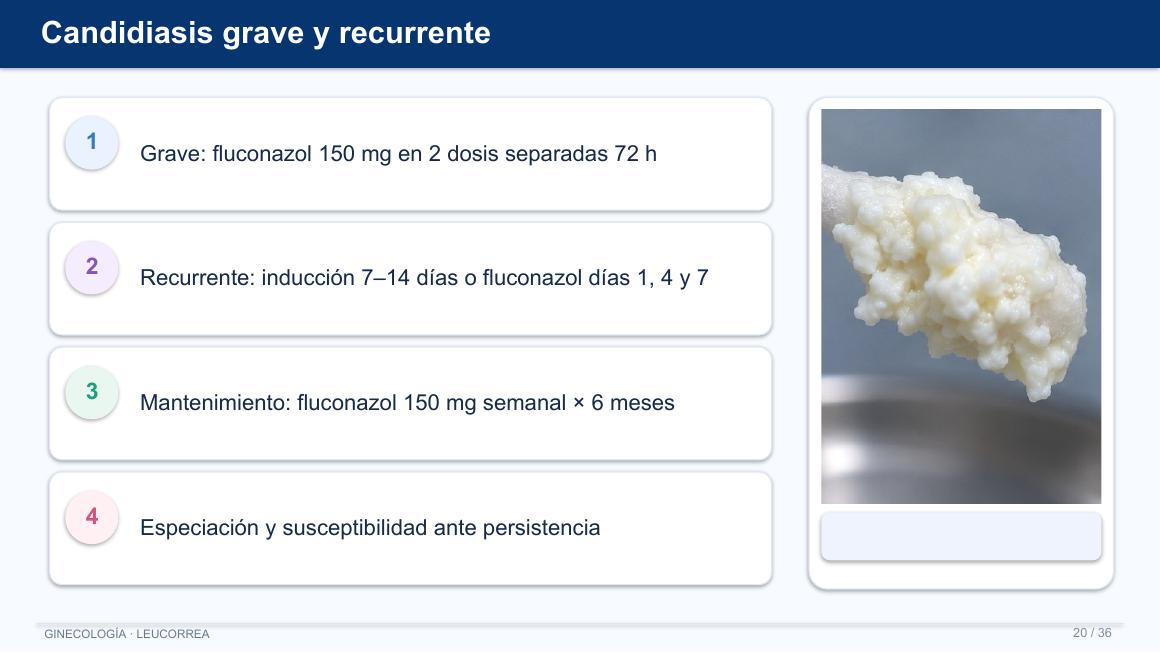 Candidiasis grave y recurrente
1
Grave: fluconazol 150 mg en 2 dosis separadas 72 h
2
Recurrente: inducción 7–14 días o fluconazol días 1, 4 y 7
3
Mantenimiento: fluconazol 150 mg semanal × 6 meses
4
Especiación y susceptibilidad ante persistencia
GINECOLOGÍA · LEUCORREA
20 / 36